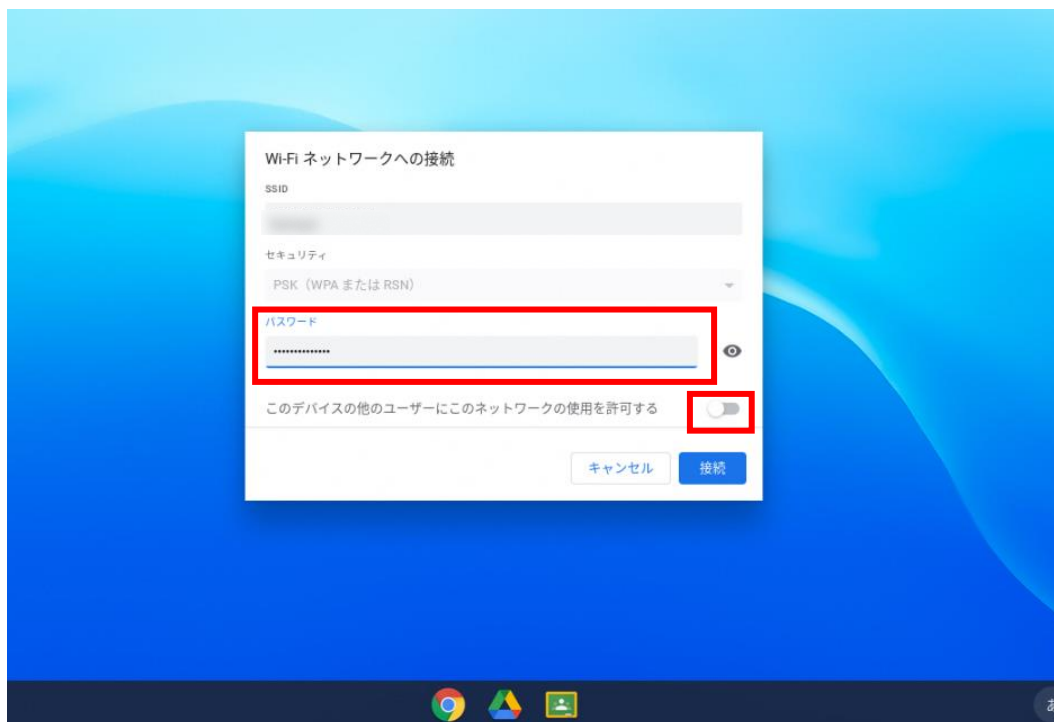 Wi-Fi ネットワークへの接続
SSID
セキュリティ
PSK（WPA または RSN）
パスワード
••••••••••••••
このデバイスの他のユーザーにこのネットワークの使用を許可する
キャンセル
接続
あ